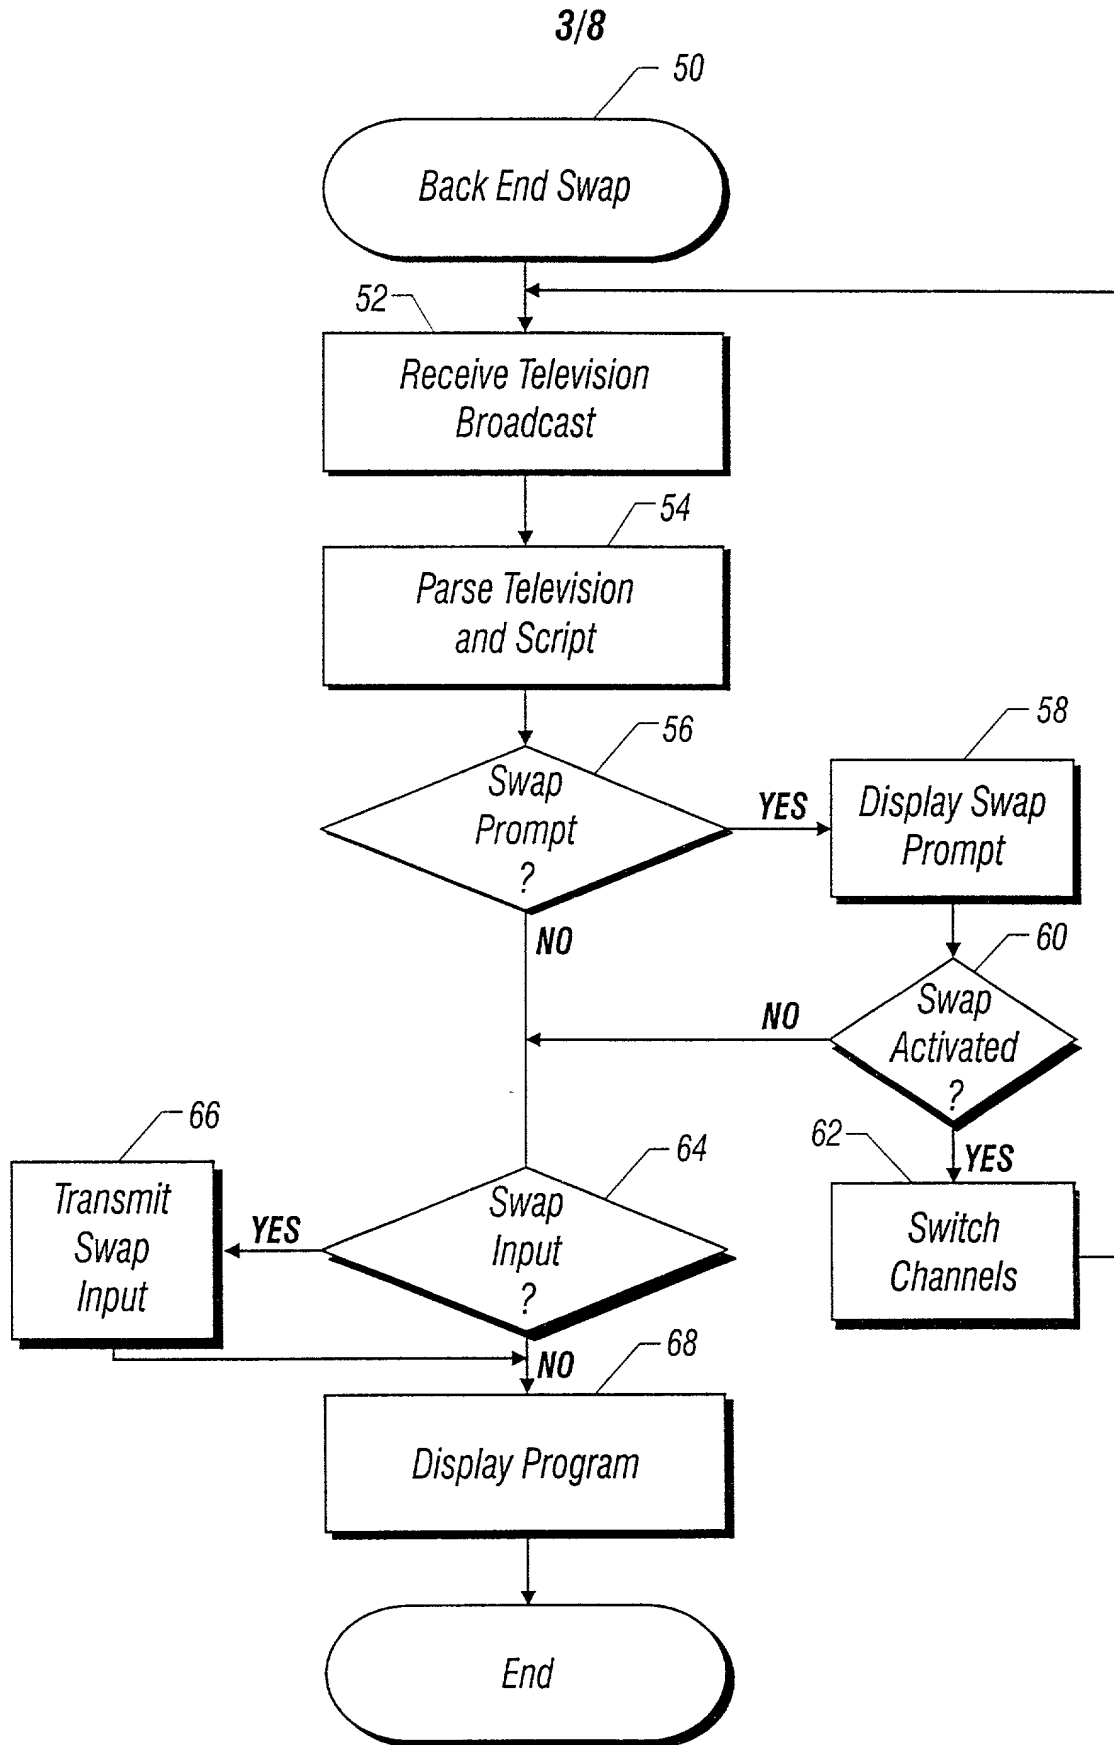 3/8
50
Back End Swap
52
Receive Television
Broadcast
54
Parse Television
and Script
56
Swap
Prompt
?
YES
58
Display Swap
Prompt
NO
60
Swap
Activated
?
NO
YES
62
Switch
Channels
64
Swap
Input
?
YES
66
Transmit
Swap
Input
NO
68
Display Program
End